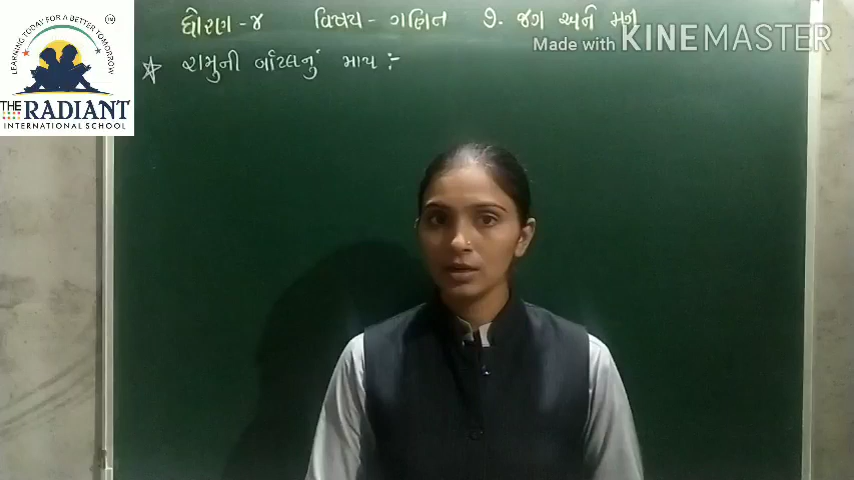 LEARNING TODAY FOR A BETTER TOMORROW
TM
THE RADIANT
INTERNATIONAL SCHOOL
ધોરણ-૪ વિષય - ગણિત ૭. જગ અને મગ
Made with KINEMASTER
રામુની બૉટલનું માપ :-